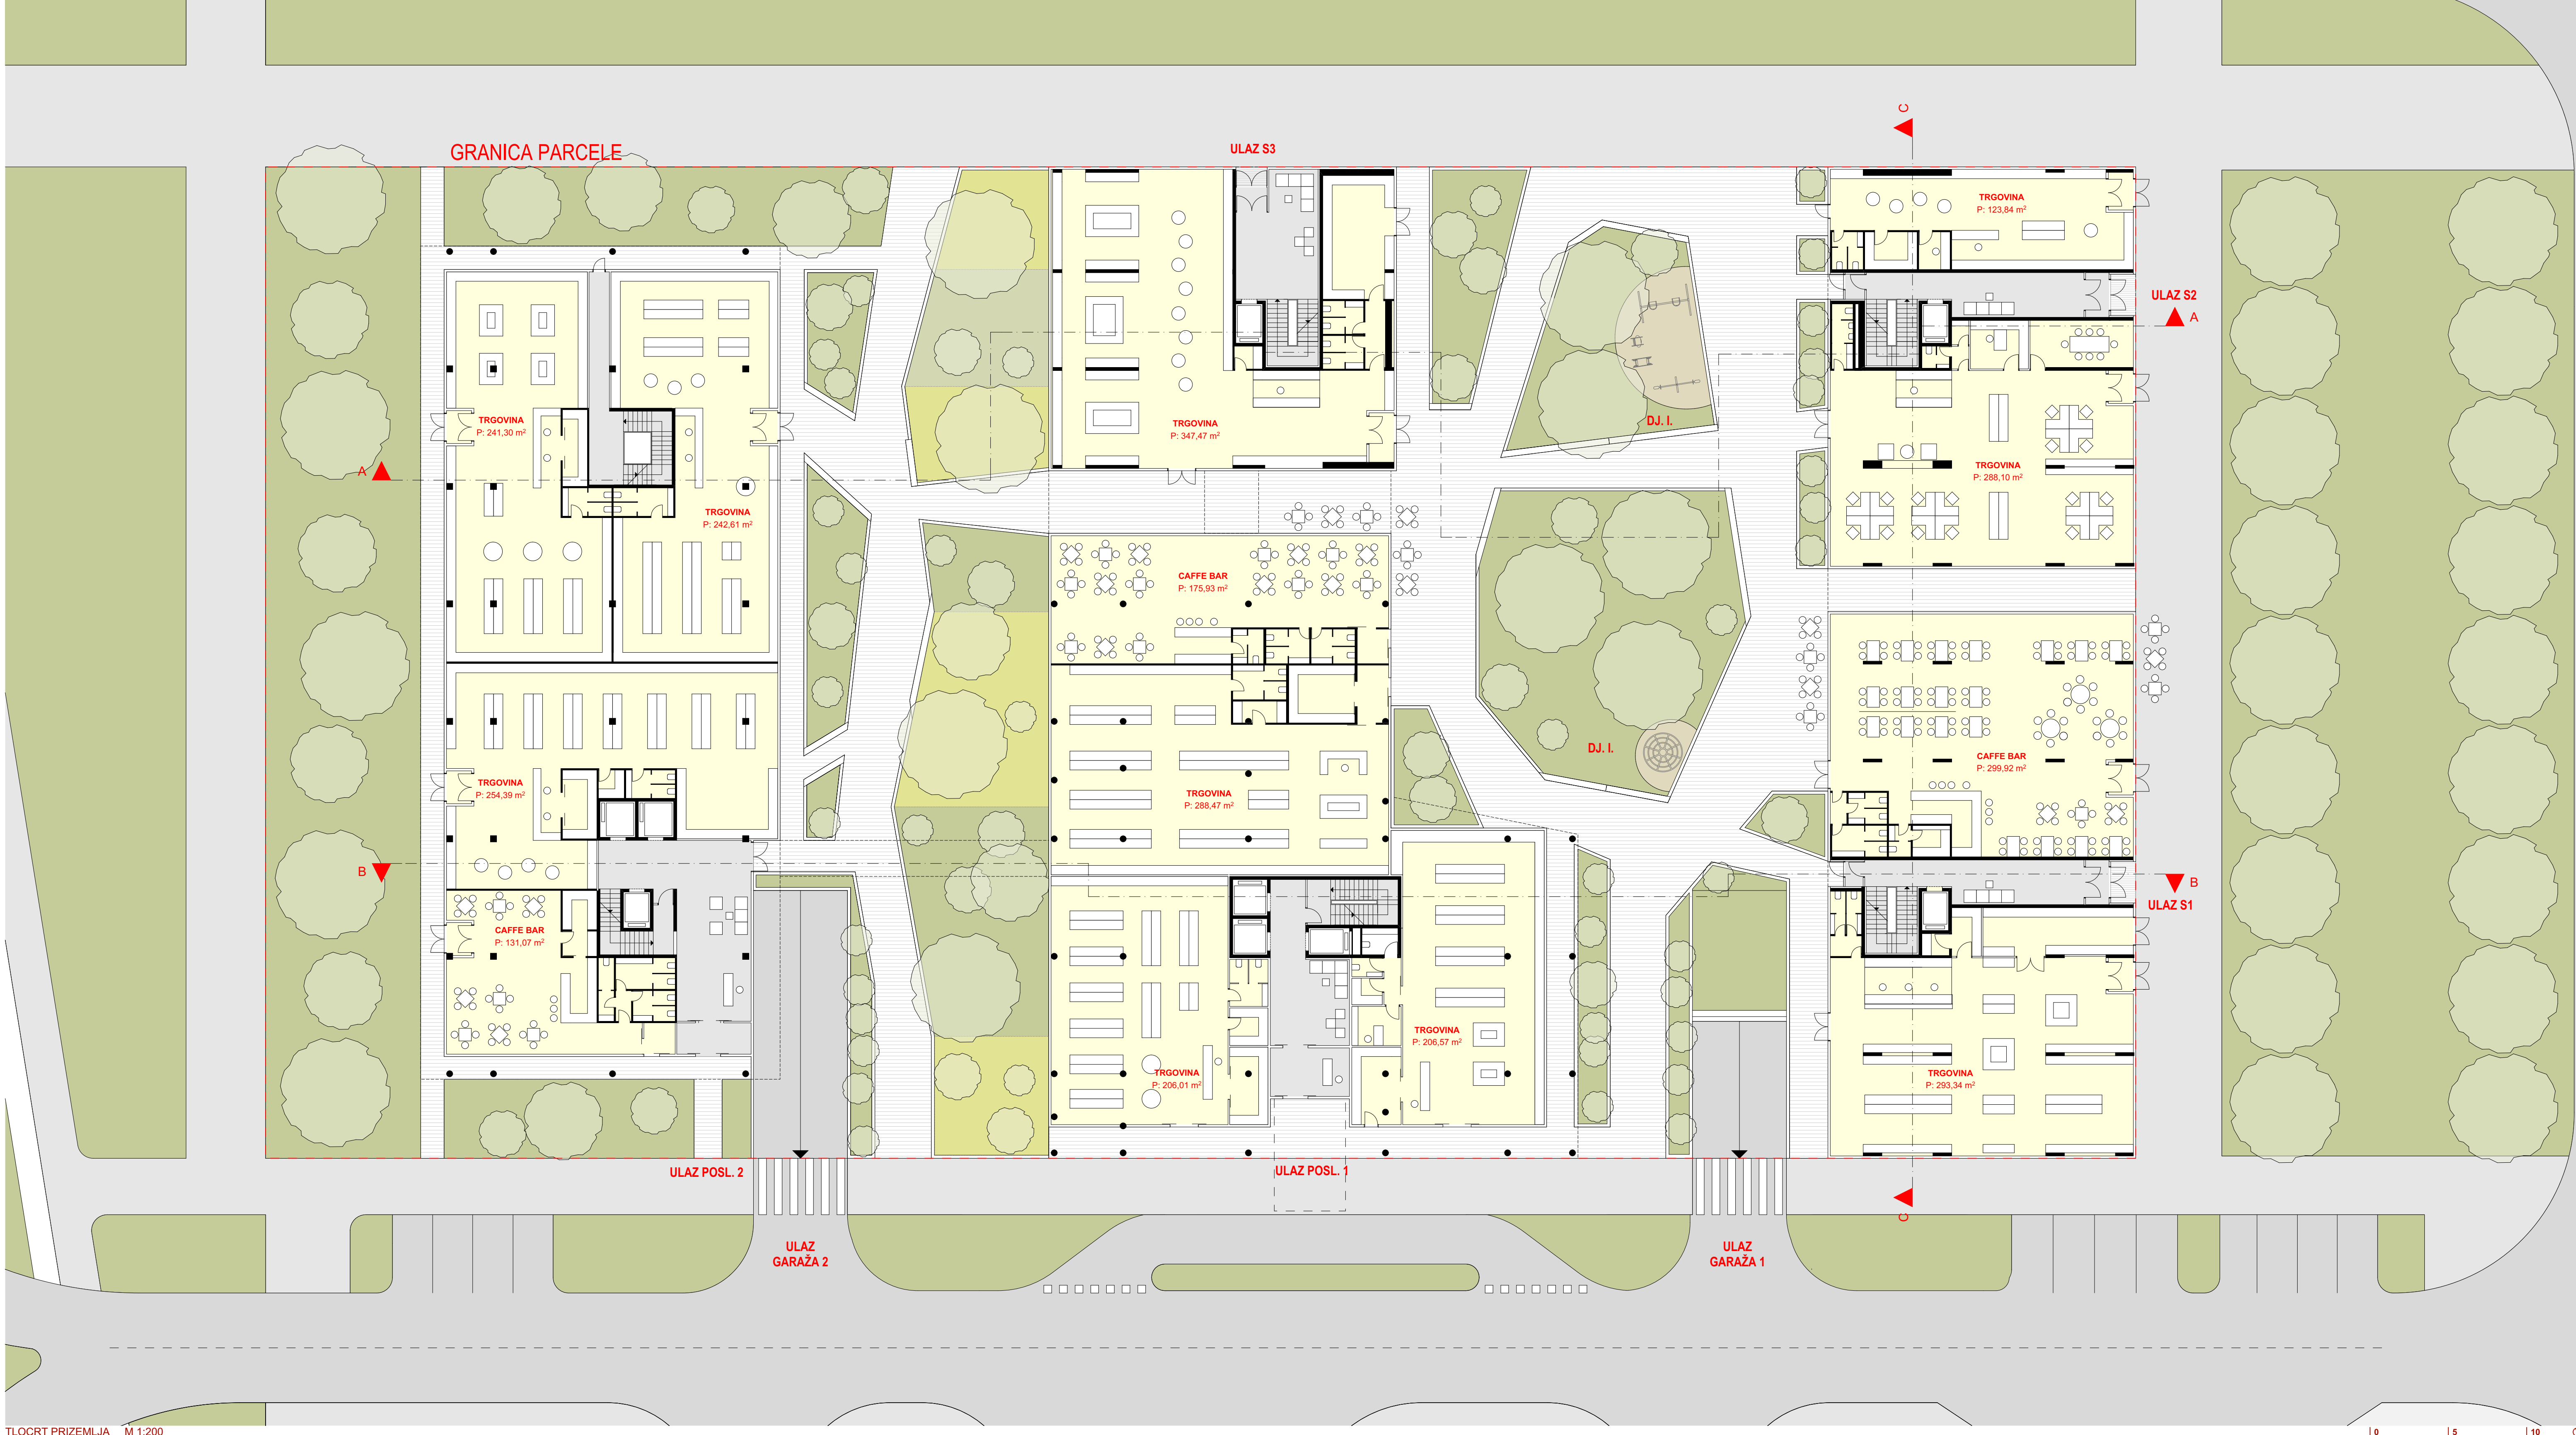 C
GRANICA PARCELE
ULAZ S3
TRGOVINA
P: 123,84 m²
ULAZ S2
A
TRGOVINA
P: 241,30 m²
TRGOVINA
P: 347,47 m²
DJ. I.
A
TRGOVINA
P: 288,10 m²
TRGOVINA
P: 242,61 m²
CAFFE BAR
P: 175,93 m²
DJ. I.
CAFFE BAR
P: 299,92 m²
TRGOVINA
P: 254,39 m²
TRGOVINA
P: 288,47 m²
B
B
ULAZ S1
CAFFE BAR
P: 131,07 m²
TRGOVINA
P: 206,57 m²
TRGOVINA
P: 206,01 m²
TRGOVINA
P: 293,34 m²
ULAZ POSL. 2
ULAZ POSL. 1
C
ULAZ
GARAŽA 2
ULAZ
GARAŽA 1
TLOCRT PRIZEMLJA M 1:200
0 5 10